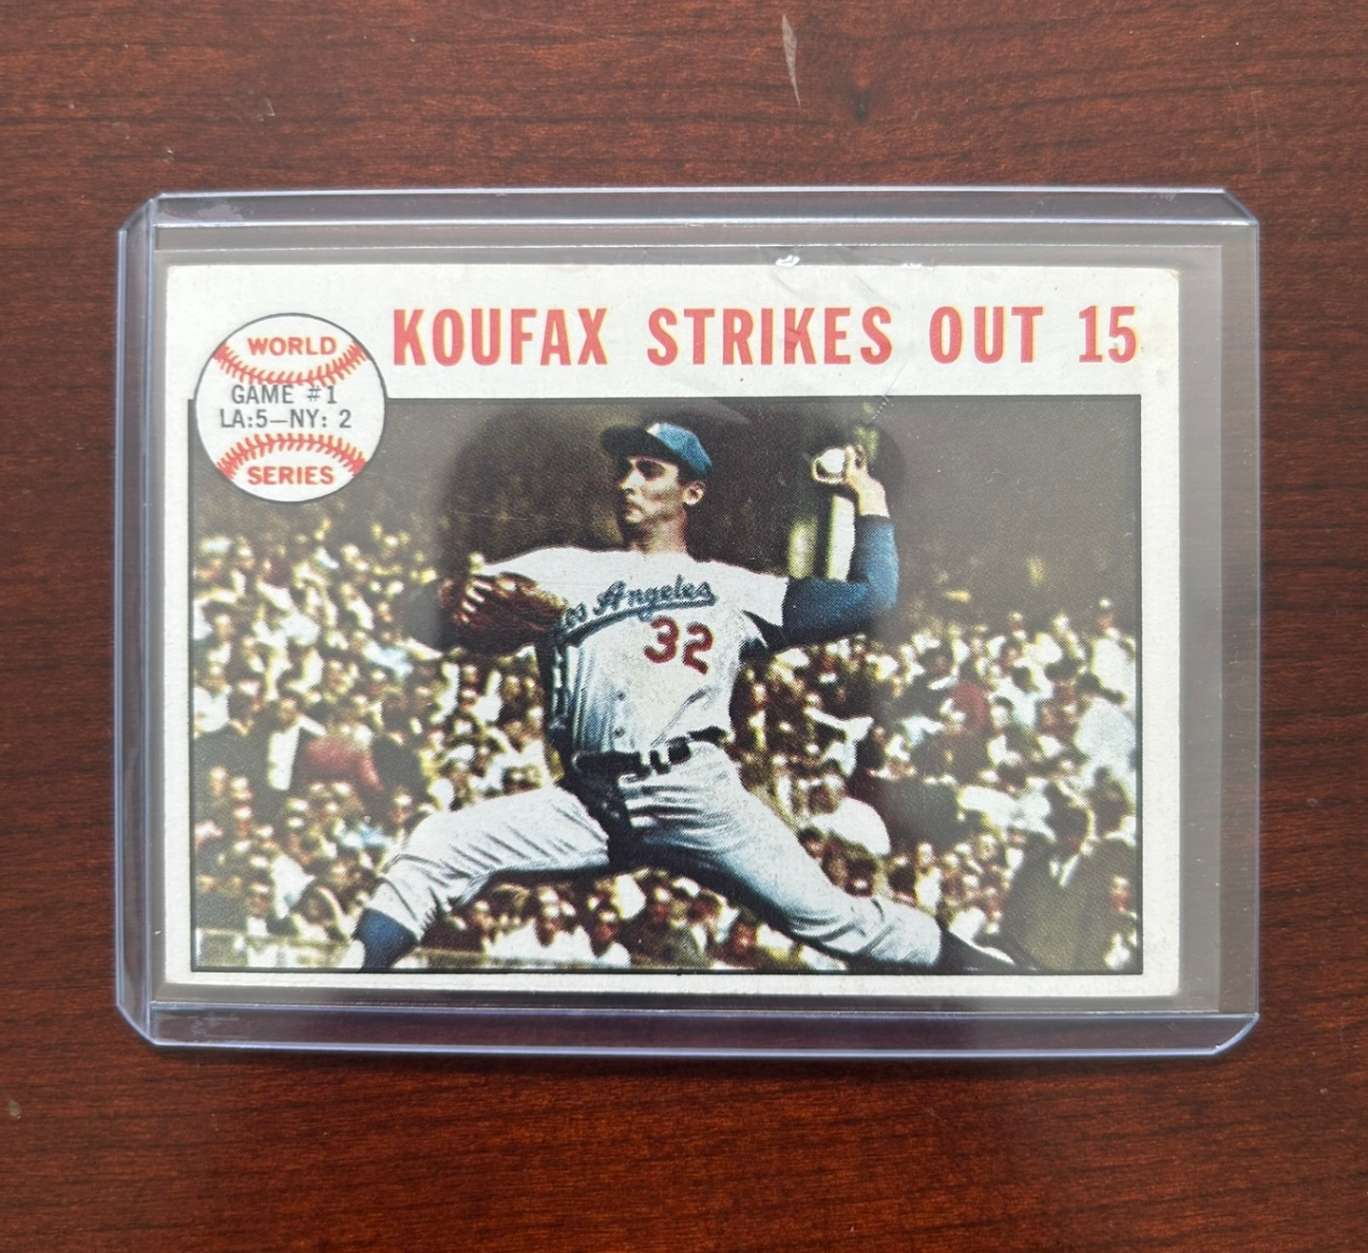 KOUFAX STRIKES OUT 15
WORLD
GAME #1
LA:5—NY: 2
SERIES
Los Angeles
32